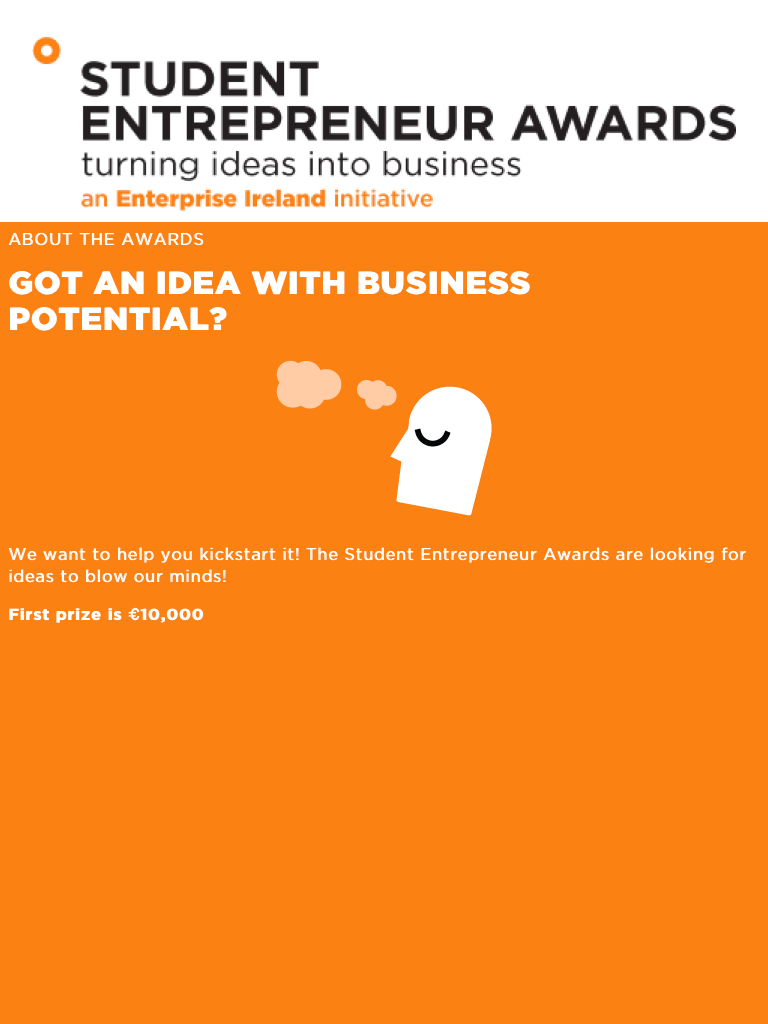 STUDENT
ENTREPRENEUR AWARDS
turning ideas into business
an Enterprise Ireland initiative
ABOUT THE AWARDS
GOT AN IDEA WITH BUSINESS
POTENTIAL?
We want to help you kickstart it! The Student Entrepreneur Awards are looking for
ideas to blow our minds!
First prize is €10,000